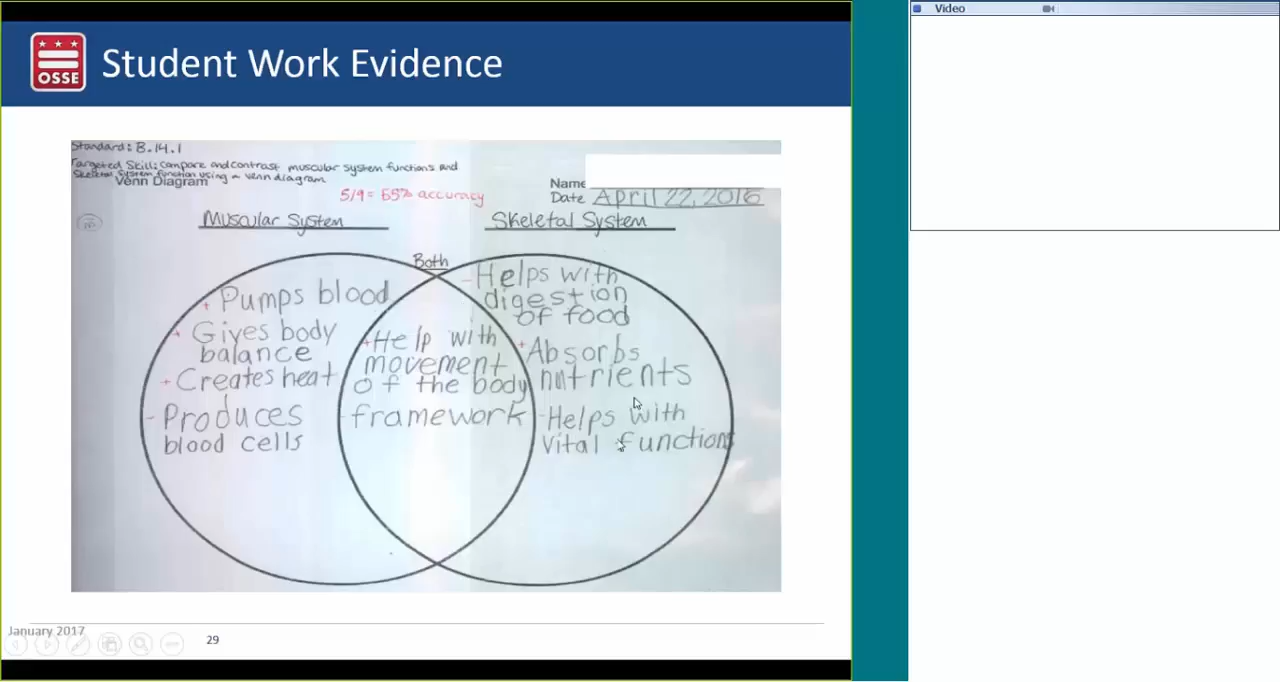 Video
OSSE
Student Work Evidence
Standard: B.14.1
Targeted Skill: compare and contrast muscular system functions and
Skeletal System function using a venn diagram
Venn Diagram
5/9 = 55% accuracy
Name
Date April 22, 2016
Muscular System
Skeletal System
Both
+ Pumps blood
+ Gives body
balance
+ Creates heat
- Produces
blood cells
+ Help with
movement
of the body
- framework
- Helps with
digestion
of food
+ Absorbs
nutrients
- Helps with
vital functions
January 2017
29